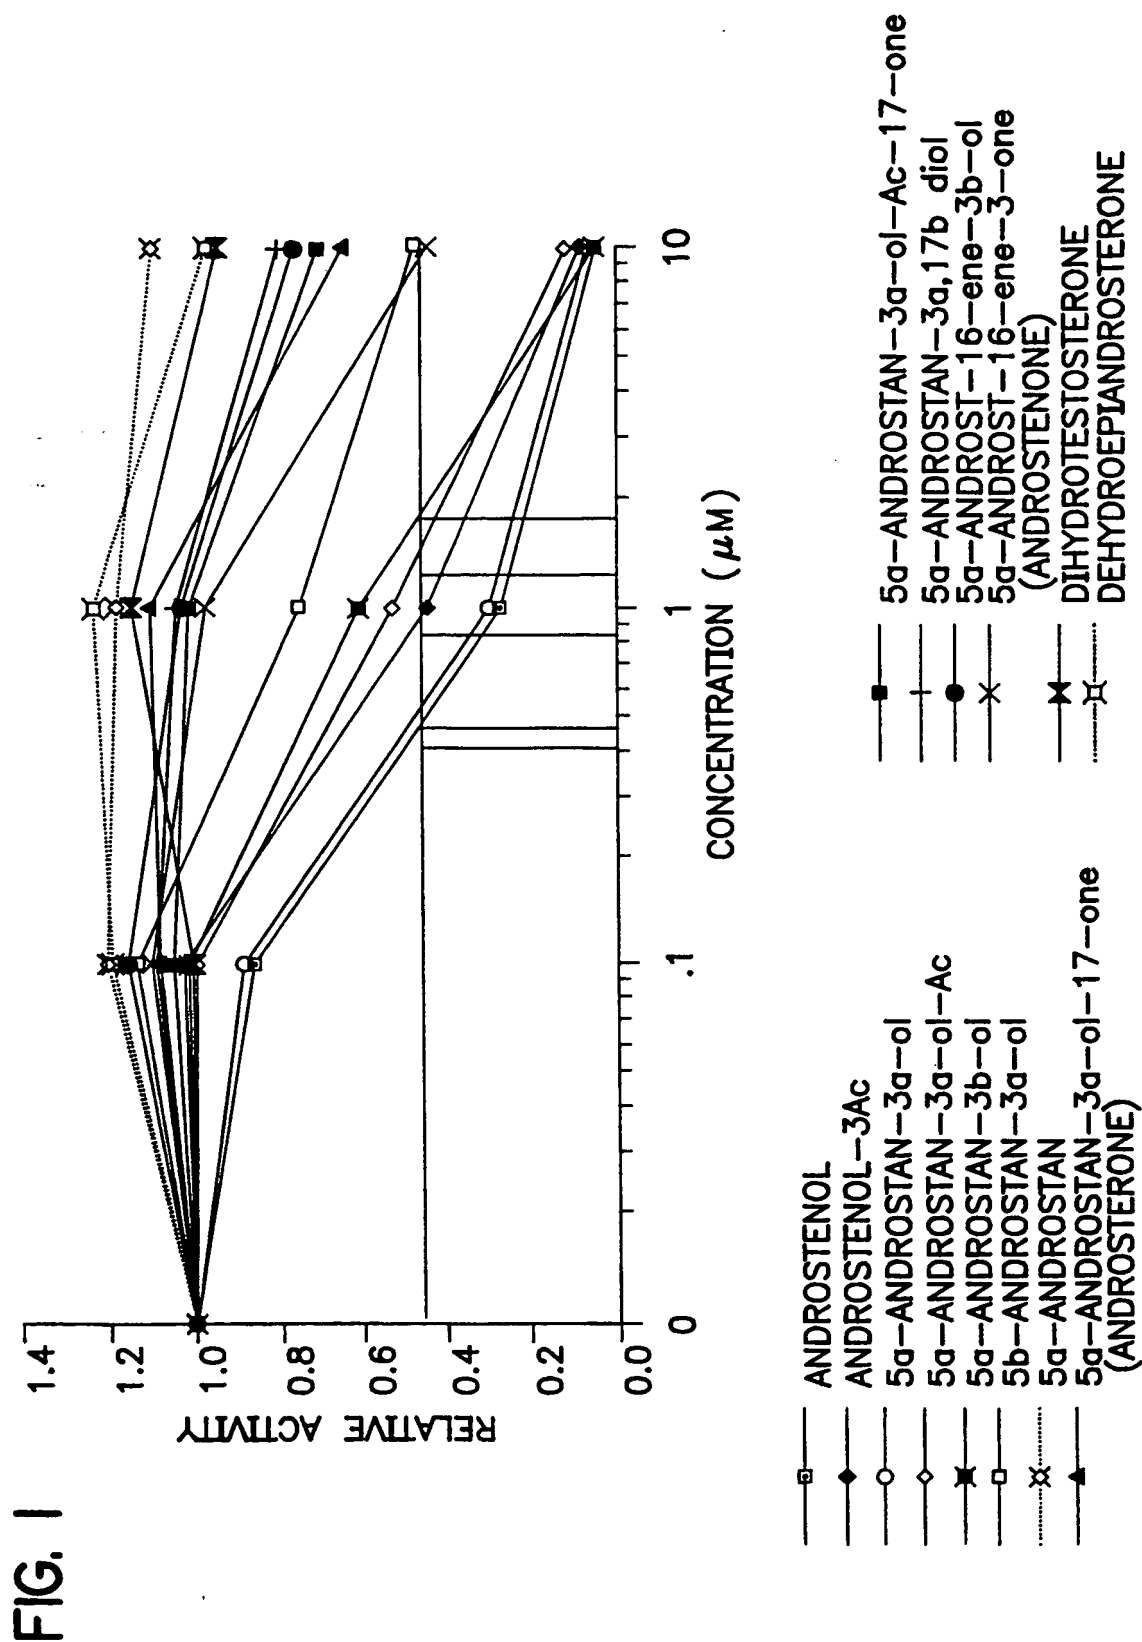 FIG. 1
RELATIVE ACTIVITY
1.4
1.2
1.0
0.8
0.6
0.4
0.2
0.0
0
.1
1
10
CONCENTRATION (μM)
ANDROSTENOL
ANDROSTENOL-3Ac
5a-ANDROSTAN-3a-ol
5a-ANDROSTAN-3a-ol-Ac
5a-ANDROSTAN-3b-ol
5b-ANDROSTAN-3a-ol
5a-ANDROSTAN
5a-ANDROSTAN-3a-ol-17-one
(ANDROSTERONE)
5a-ANDROSTAN-3a-ol-Ac-17-one
5a-ANDROSTAN-3a,17b diol
5a-ANDROST-16-ene-3b-ol
5a-ANDROST-16-ene-3-one
(ANDROSTENONE)
DIHYDROTESTOSTERONE
DEHYDROEPIANDROSTERONE